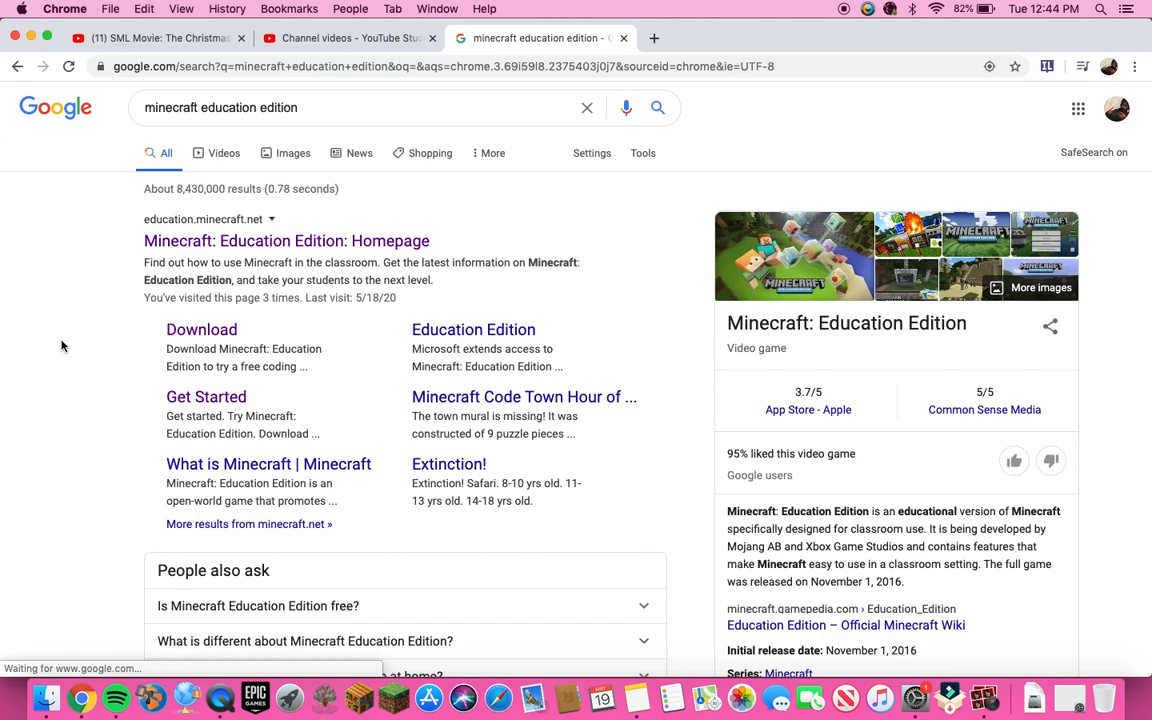 Chrome File Edit View History Bookmarks People Tab Window Help 82% Tue 12:44 PM
(11) SML Movie: The Christmas Channel videos - YouTube Stu minecraft education edition - G
google.com/search?q=minecraft+education+edition&oq=&aqs=chrome.3.69i59l8.2375403j0j7&sourceid=chrome&ie=UTF-8
Google
minecraft education edition
All Videos Images News Shopping More Settings Tools SafeSearch on
About 8,430,000 results (0.78 seconds)
education.minecraft.net
Minecraft: Education Edition: Homepage
Find out how to use Minecraft in the classroom. Get the latest information on Minecraft:
Education Edition, and take your students to the next level.
You've visited this page 3 times. Last visit: 5/18/20
Download
Download Minecraft: Education
Edition to try a free coding ...
Education Edition
Microsoft extends access to
Minecraft: Education Edition ...
Get Started
Get started. Try Minecraft:
Education Edition. Download ...
Minecraft Code Town Hour of ...
The town mural is missing! It was
constructed of 9 puzzle pieces ...
What is Minecraft | Minecraft
Minecraft: Education Edition is an
open-world game that promotes ...
Extinction!
Extinction! Safari. 8-10 yrs old. 11-
13 yrs old. 14-18 yrs old.
More results from minecraft.net »
People also ask
Is Minecraft Education Edition free?
What is different about Minecraft Education Edition?
at home?
Waiting for www.google.com...
MINECRAFT
MINECRAFT
More images
Minecraft: Education Edition
Video game
3.7/5
App Store - Apple
5/5
Common Sense Media
95% liked this video game
Google users
Minecraft: Education Edition is an educational version of Minecraft
specifically designed for classroom use. It is being developed by
Mojang AB and Xbox Game Studios and contains features that
make Minecraft easy to use in a classroom setting. The full game
was released on November 1, 2016.
minecraft.gamepedia.com › Education_Edition
Education Edition – Official Minecraft Wiki
Initial release date: November 1, 2016
Series: Minecraft
EPIC
GAMES
MAY
19
1